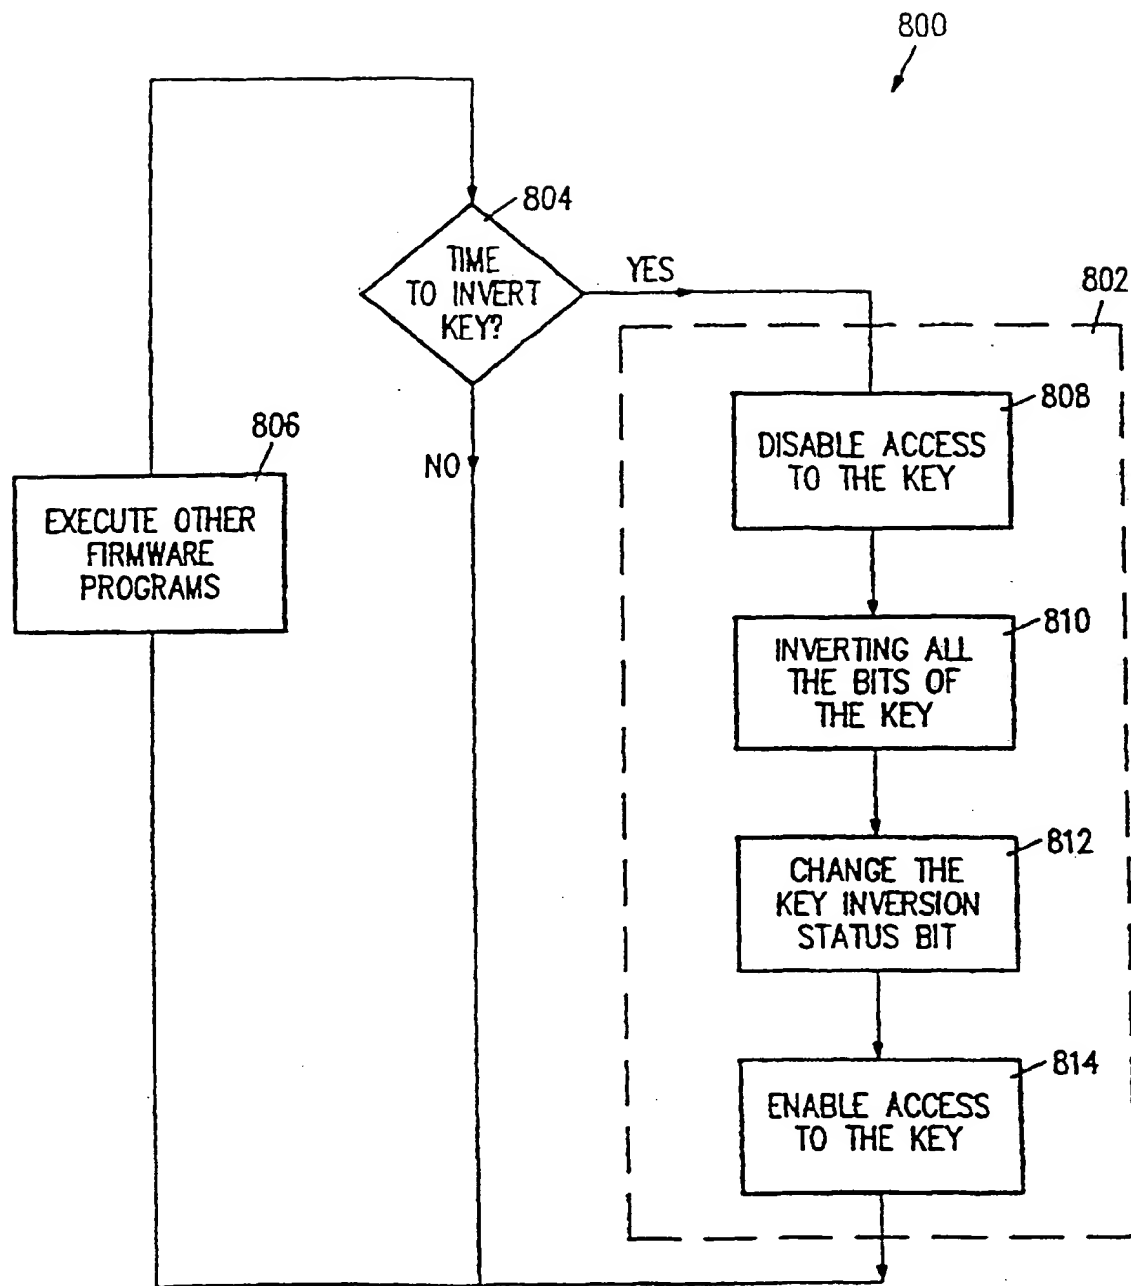 800
804
TIME
TO INVERT
KEY?
YES
802
808
DISABLE ACCESS
TO THE KEY
806
NO
EXECUTE OTHER
FIRMWARE
PROGRAMS
810
INVERTING ALL
THE BITS OF
THE KEY
812
CHANGE THE
KEY INVERSION
STATUS BIT
814
ENABLE ACCESS
TO THE KEY